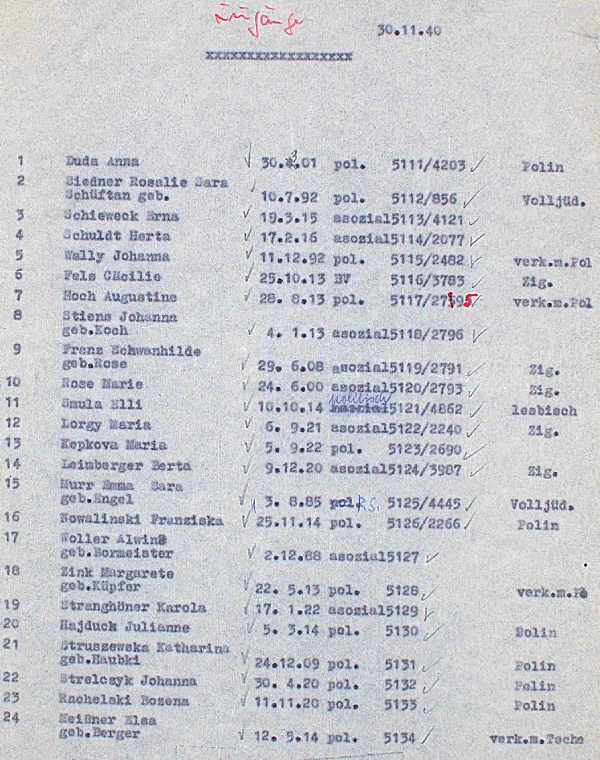 Zugänge
30.11.40
xxxxxxxxxxxxxxxxxxx
1 Duda Anna √ 30.3.01 pol. 5111/4203 √ Polin
2 Siedner Rosalie Sara
Schüftan geb. √ 10.7.92 pol. 5112/856 √ Volljüd.
3 Schieweck Erna √ 19.3.15 asozial5113/4121 √
4 Schuldt Herta √ 17.2.16 asozial5114/2077 √
5 Wally Johanna √ 11.12.92 pol. 5115/2482 √ verk.m.Pol
6 Fels Cäcilie √ 25.10.13 BV 5116/3783 √ Zig.
7 Hoch Augustine √ 28. 8.13 pol. 5117/2795 √ verk.m.Pol
8 Stiens Johanna
geb.Koch √ 4. 1.13 asozial5118/2796 √
9 Franz Schwanhilde
geb.Rose √ 29. 6.08 asozial5119/2791 √ Zig.
10 Rose Marie √ 24. 6.00 asozial5120/2793 √ Zig.
politisch
11 Smula Elli √ 10.10.14 asozial5121/4862 √ lesbisch
12 Lorgy Maria √ 6. 9.21 asozial5122/2240 √ Zig.
13 Kepkova Maria √ 5. 9.22 pol. 5123/2690 √
14 Leimberger Berta √ 9.12.20 asozial5124/3987 √ Zig.
15 Murr Emma Sara
geb.Engel √ 3. 8.85 pol. R.S. 5125/4445 √ Volljüd.
16 Nowalinski Franziska √ 25.11.14 pol. 5126/2266 √ Polin
17 Woller Alwine
geb.Bormeister √ 2.12.88 asozial5127 √
18 Zink Margarete
geb.Küpfer √ 22. 5.13 pol. 5128 √ verk.m.Po
19 Stranghöner Karola √ 17. 1.22 asozial5129 √
20 Hajduck Julianne √ 5. 3.14 pol. 5130 √ Polin
21 Struszewska Katharina
geb.Haubki √ 24.12.09 pol. 5131 √ Polin
22 Strelczyk Johanna √ 30. 4.20 pol. 5132 √ Polin
23 Rachelski Bozena √ 11.11.20 pol. 5133 √ Polin
24 Meißner Elsa
geb.Berger √ 12. 5.14 pol. 5134 √ verk.m.Tsche